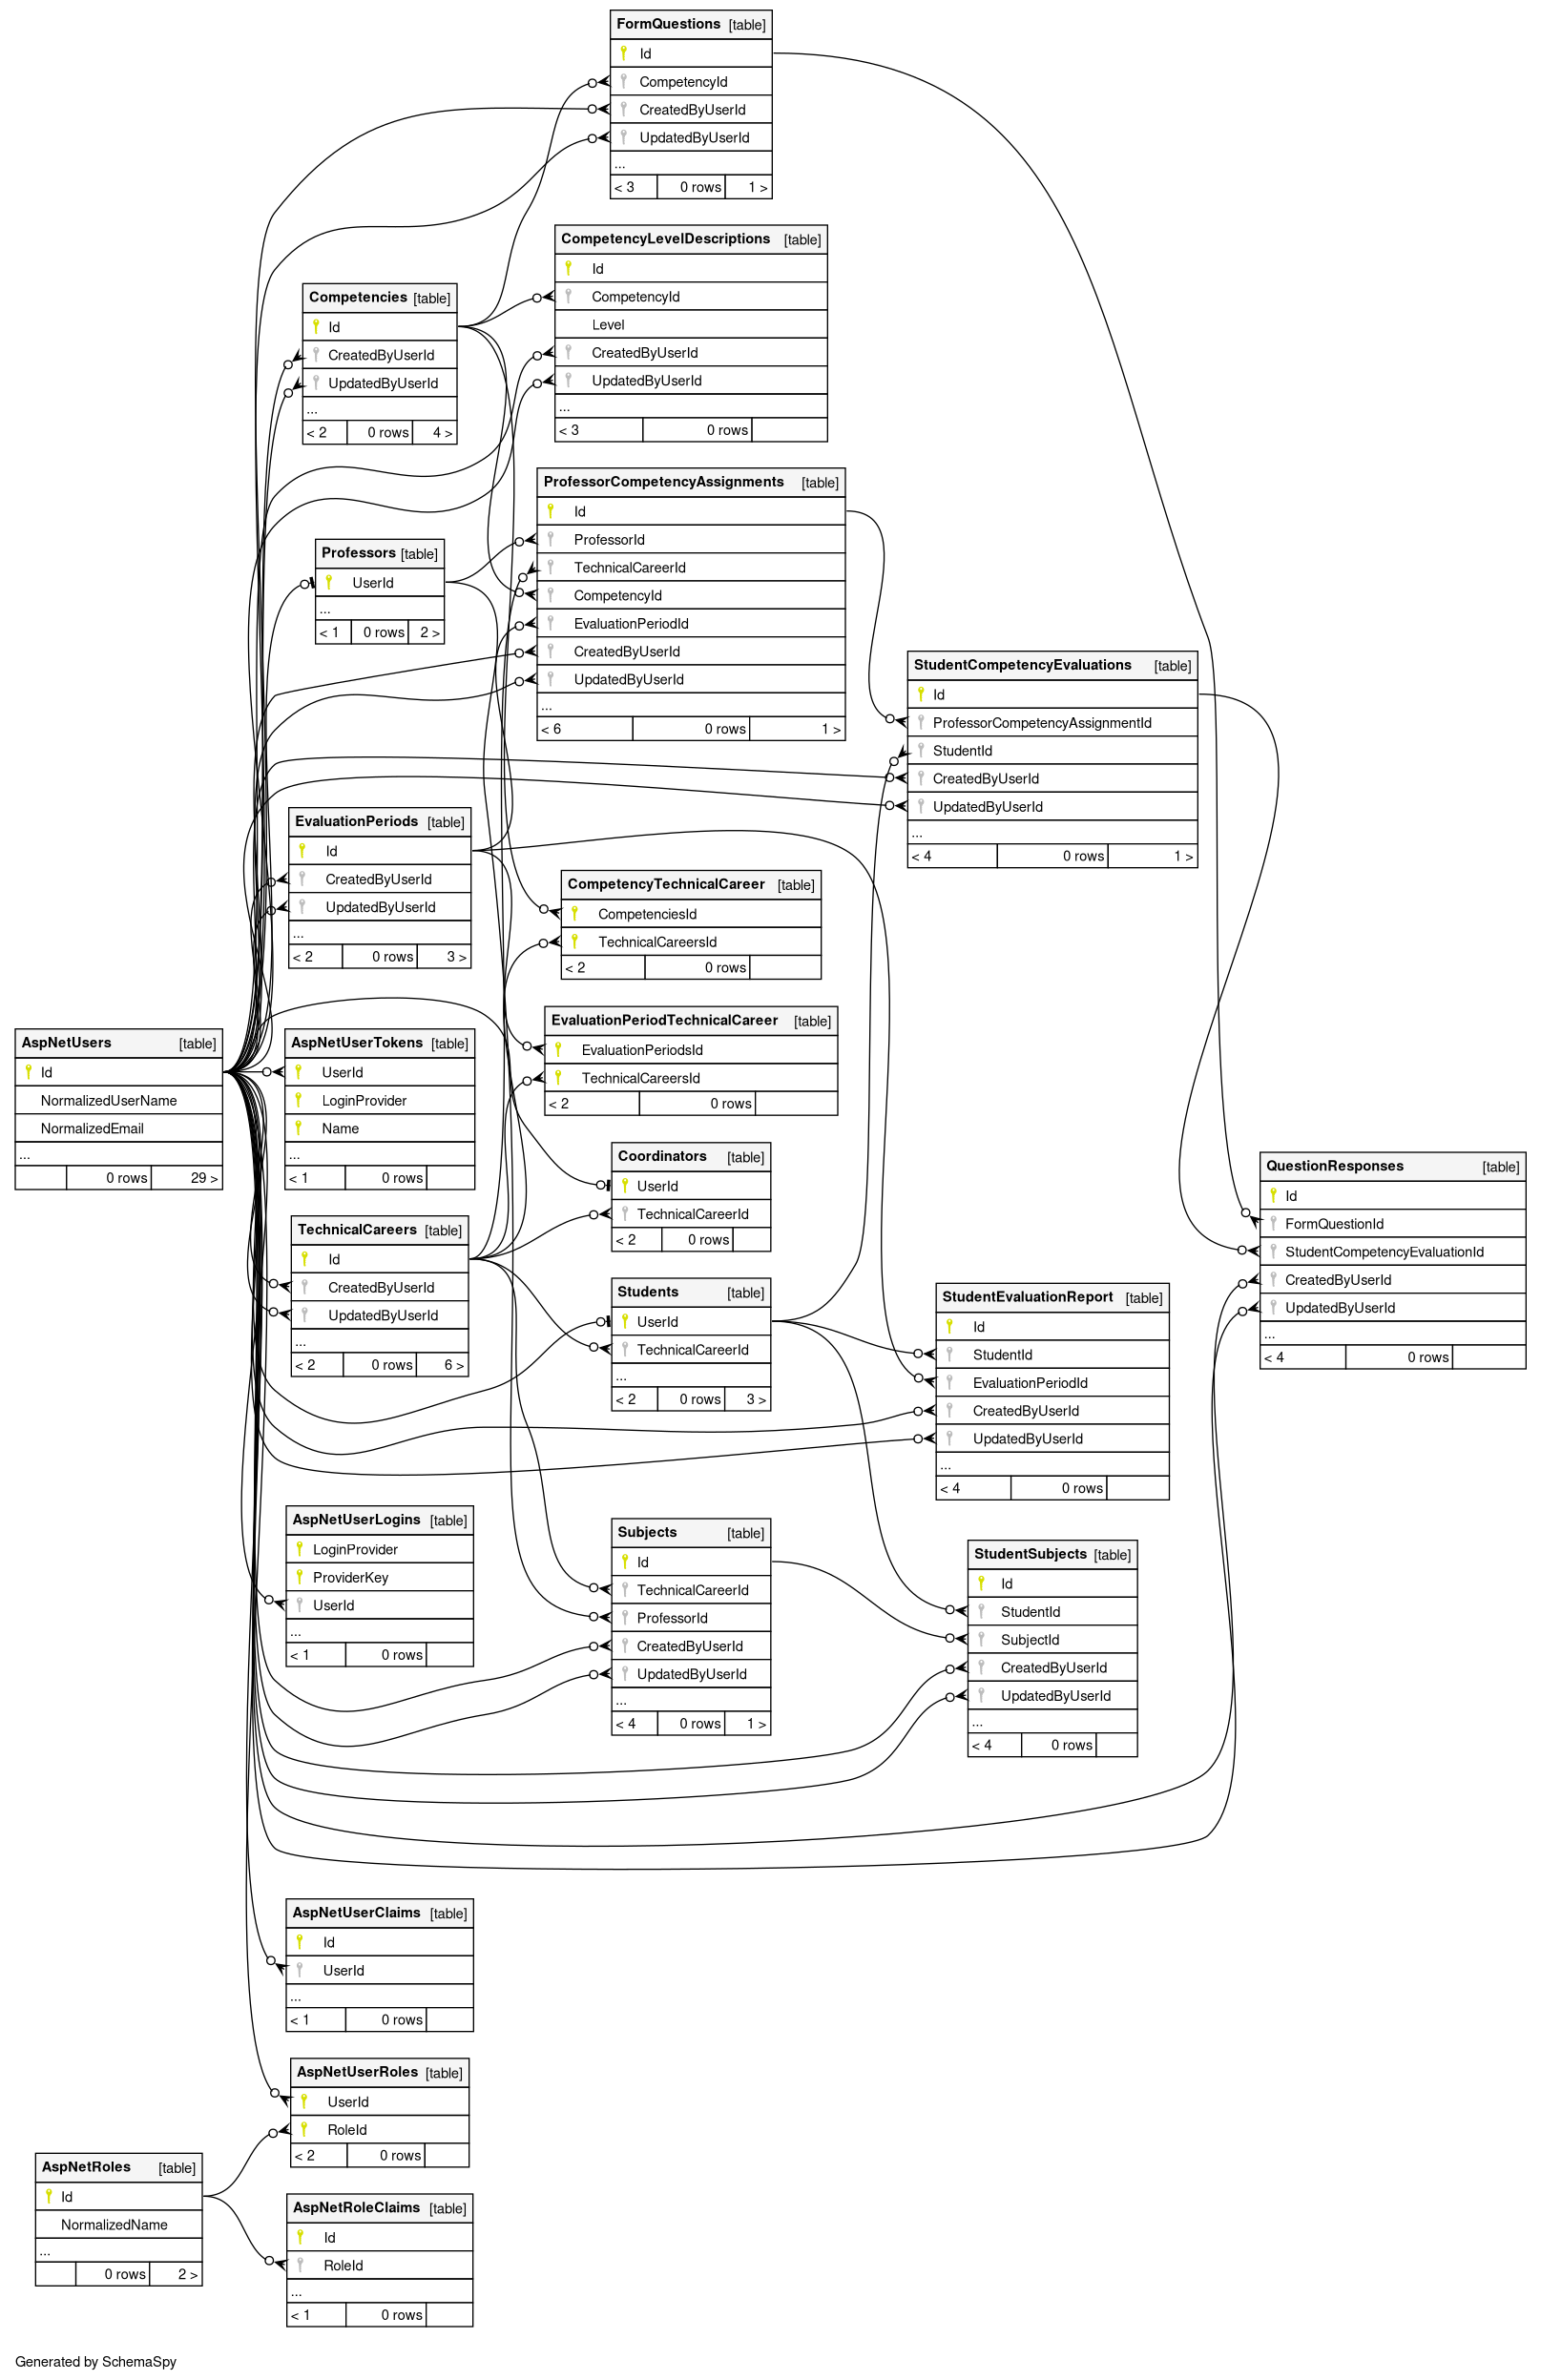 FormQuestions [table]
Id
CompetencyId
CreatedByUserId
UpdatedByUserId
...
< 3 0 rows 1 >
CompetencyLevelDescriptions [table]
Id
CompetencyId
Level
CreatedByUserId
UpdatedByUserId
...
< 3 0 rows
Competencies [table]
Id
CreatedByUserId
UpdatedByUserId
...
< 2 0 rows 4 >
ProfessorCompetencyAssignments [table]
Id
ProfessorId
TechnicalCareerId
CompetencyId
EvaluationPeriodId
CreatedByUserId
UpdatedByUserId
...
< 6 0 rows 1 >
Professors [table]
UserId
...
< 1 0 rows 2 >
StudentCompetencyEvaluations [table]
Id
ProfessorCompetencyAssignmentId
StudentId
CreatedByUserId
UpdatedByUserId
...
< 4 0 rows 1 >
EvaluationPeriods [table]
Id
CreatedByUserId
UpdatedByUserId
...
< 2 0 rows 3 >
CompetencyTechnicalCareer [table]
CompetenciesId
TechnicalCareersId
< 2 0 rows
EvaluationPeriodTechnicalCareer [table]
EvaluationPeriodsId
TechnicalCareersId
< 2 0 rows
AspNetUsers [table]
Id
NormalizedUserName
NormalizedEmail
...
0 rows 29 >
AspNetUserTokens [table]
UserId
LoginProvider
Name
...
< 1 0 rows
Coordinators [table]
UserId
TechnicalCareerId
< 2 0 rows
QuestionResponses [table]
Id
FormQuestionId
StudentCompetencyEvaluationId
CreatedByUserId
UpdatedByUserId
...
< 4 0 rows
TechnicalCareers [table]
Id
CreatedByUserId
UpdatedByUserId
...
< 2 0 rows 6 >
Students [table]
UserId
TechnicalCareerId
...
< 2 0 rows 3 >
StudentEvaluationReport [table]
Id
StudentId
EvaluationPeriodId
CreatedByUserId
UpdatedByUserId
...
< 4 0 rows
AspNetUserLogins [table]
LoginProvider
ProviderKey
UserId
...
< 1 0 rows
Subjects [table]
Id
TechnicalCareerId
ProfessorId
CreatedByUserId
UpdatedByUserId
...
< 4 0 rows 1 >
StudentSubjects [table]
Id
StudentId
SubjectId
CreatedByUserId
UpdatedByUserId
...
< 4 0 rows
AspNetUserClaims [table]
Id
UserId
...
< 1 0 rows
AspNetUserRoles [table]
UserId
RoleId
< 2 0 rows
AspNetRoles [table]
Id
NormalizedName
...
0 rows 2 >
AspNetRoleClaims [table]
Id
RoleId
...
< 1 0 rows
Generated by SchemaSpy